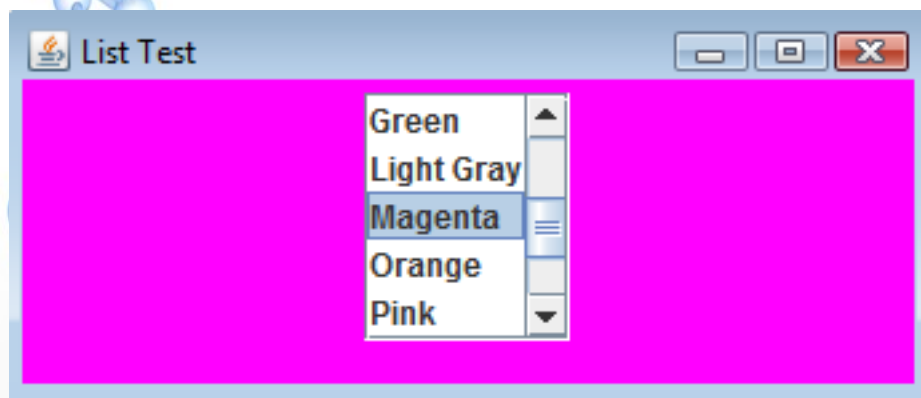 List Test
Green
Light Gray
Magenta
Orange
Pink